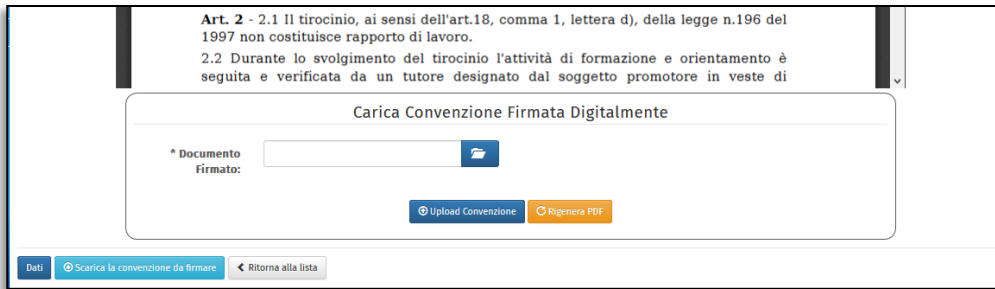 Art. 2 - 2.1 Il tirocinio, ai sensi dell'art.18, comma 1, lettera d), della legge n.196 del
1997 non costituisce rapporto di lavoro.
2.2 Durante lo svolgimento del tirocinio l'attività di formazione e orientamento è
seguita e verificata da un tutore designato dal soggetto promotore in veste di
Carica Convenzione Firmata Digitalmente
* Documento
Firmato:
Upload Convenzione Rigenera PDF
Dati Scarica la convenzione da firmare Ritorna alla lista